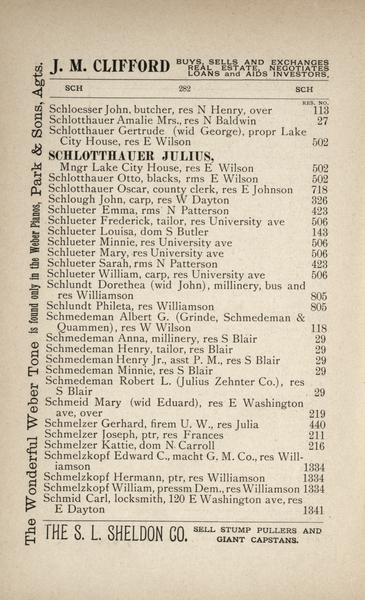 J. M. CLIFFORD BUYS, SELLS AND EXCHANGES
REAL ESTATE, NEGOTIATES
LOANS and AIDS INVESTORS,
SCH 282 SCH
RES. NO.
Schloesser John, butcher, res N Henry, over 113
Schlotthauer Amalie Mrs., res N Baldwin 27
Schlotthauer Gertrude (wid George), propr Lake
City House, res E Wilson 502
SCHLOTTHAUER JULIUS,
Mngr Lake City House, res E Wilson 502
Schlotthauer Otto, blacks, rms E Wilson 502
Schlotthauer Oscar, county clerk, res E Johnson 718
Schlough John, carp, res W Dayton 326
Schlueter Emma, rms N Patterson 423
Schlueter Frederick, tailor, res University ave 506
Schlueter Louisa, dom S Butler 143
Schlueter Minnie, res University ave 506
Schlueter Mary, res University ave 506
Schlueter Sarah, rms N Patterson 423
Schlueter William, carp, res University ave 506
Schlundt Dorethea (wid John), millinery, bus and
res Williamson 805
Schlundt Phileta, res Williamson 805
Schmedeman Albert G. (Grinde, Schmedeman &
Quammen), res W Wilson 118
Schmedeman Anna, millinery, res S Blair 29
Schmedeman Henry, tailor, res S Blair 29
Schmedeman Henry Jr., asst P. M., res S Blair 29
Schmedeman Minnie, res S Blair 29
Schmedeman Robert L. (Julius Zehnter Co.), res
S Blair 29
Schmeid Mary (wid Eduard), res E Washington
ave, over 219
Schmelzer Gerhard, firem U. W., res Julia 440
Schmelzer Joseph, ptr, res Frances 211
Schmelzer Kattie, dom N Carroll 216
Schmelzkopf Edward C., macht G. M. Co., res Will-
iamson 1334
Schmelzkopf Hermann, ptr, res Williamson 1334
Schmelzkopf William, pressm Dem., res Williamson 1334
Schmid Carl, locksmith, 120 E Washington ave, res
E Dayton 1341
THE S. L. SHELDON CO. SELL STUMP PULLERS AND
GIANT CAPSTANS.
The Wonderful Weber Tone is found only in the Weber Pianos, Park & Sons, Agts.